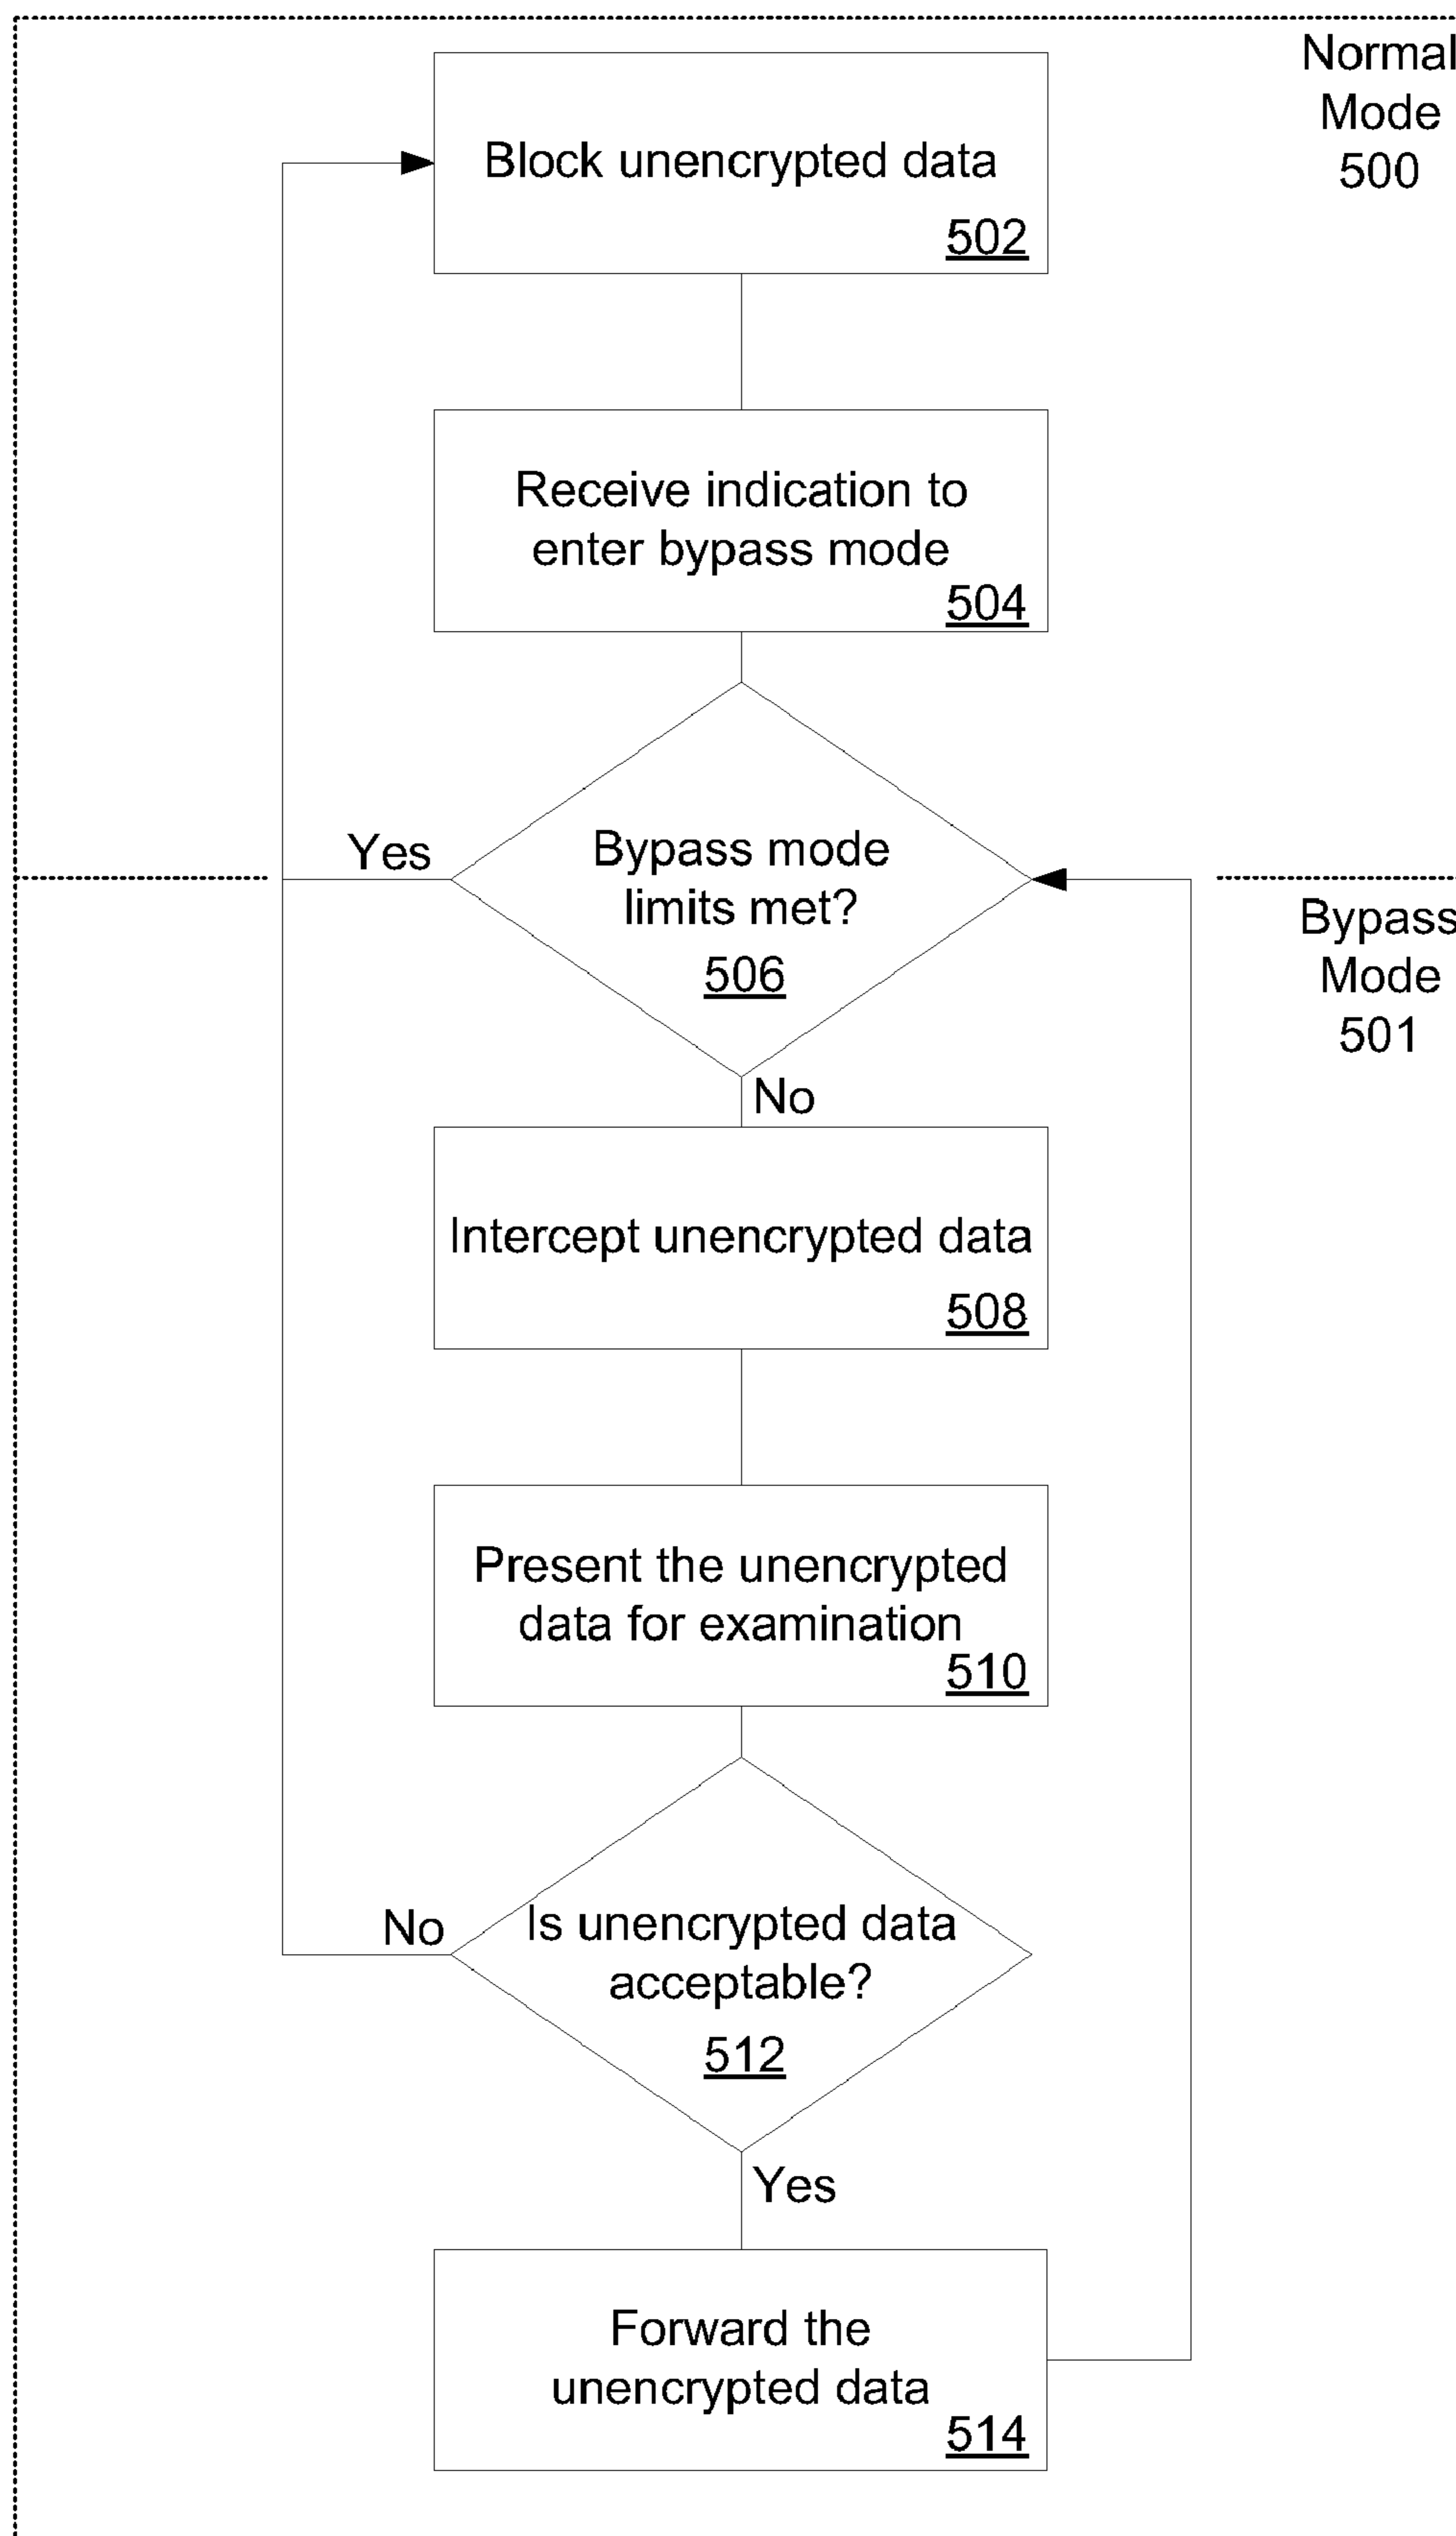 Normal
Mode
500
Block unencrypted data
502
Receive indication to
enter bypass mode
504
Yes
Bypass mode
limits met?
506
Bypass
Mode
501
No
Intercept unencrypted data
508
Present the unencrypted
data for examination
510
No
Is unencrypted data
acceptable?
512
Yes
Forward the
unencrypted data
514